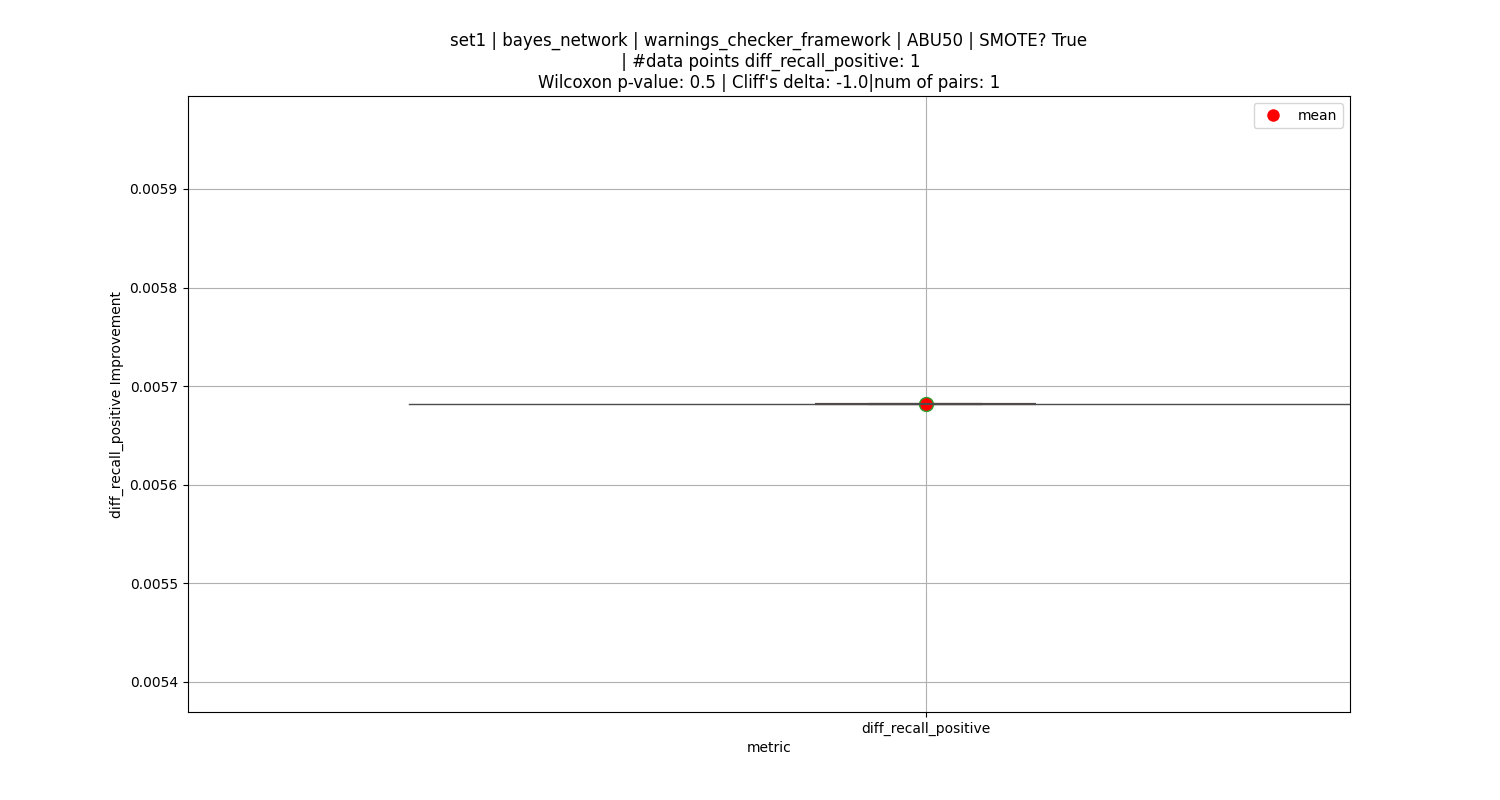 set1 | bayes_network | warnings_checker_framework | ABU50 | SMOTE? True
| #data points diff_recall_positive: 1
Wilcoxon p-value: 0.5 | Cliff's delta: -1.0|num of pairs: 1
mean
0.0059
0.0058
0.0057
0.0056
0.0055
0.0054
diff_recall_positive Improvement
diff_recall_positive
metric